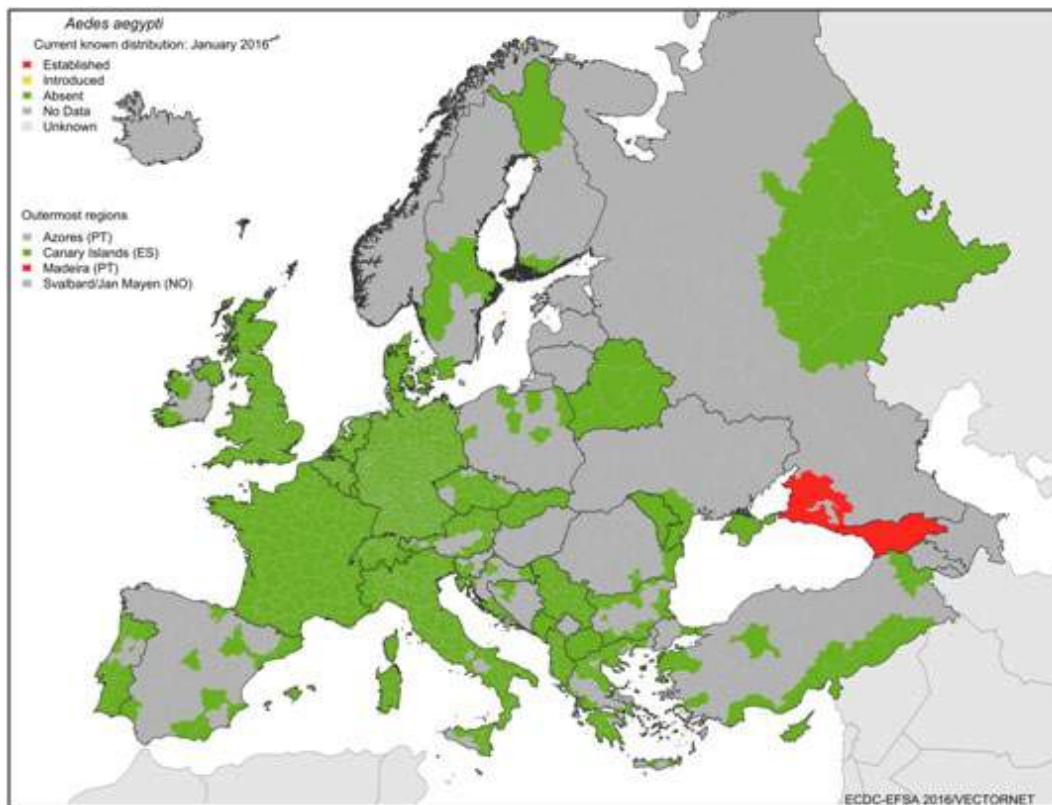 Aedes aegypti
Current known distribution: January 2016
Established
Introduced
Absent
No Data
Unknown
Outermost regions
Azores (PT)
Canary Islands (ES)
Madeira (PT)
Svalbard/Jan Mayen (NO)
ECDC-EFSA 2016/VECTORNET